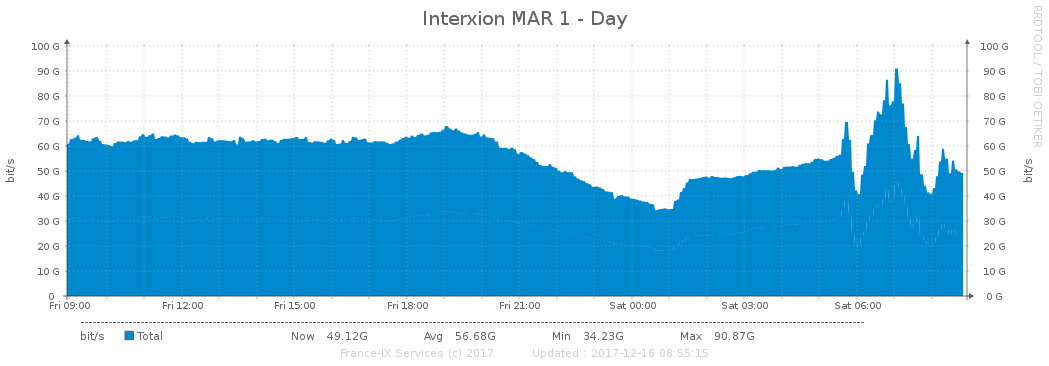 Interxion MAR 1 - Day
RRDTOOL / TOBI OETIKER
bit/s
100 G 100 G
90 G 90 G
80 G 80 G
70 G 70 G
60 G 60 G
50 G 50 G
40 G 40 G
30 G 30 G
20 G 20 G
10 G 10 G
0 0 G
bit/s
Fri 09:00 Fri 12:00 Fri 15:00 Fri 18:00 Fri 21:00 Sat 00:00 Sat 03:00 Sat 06:00
bit/s Total Now 49.12G Avg 56.68G Min 34.23G Max 90.87G
France-IX Services (c) 2017 Updated : 2017-12-16 08:55:15